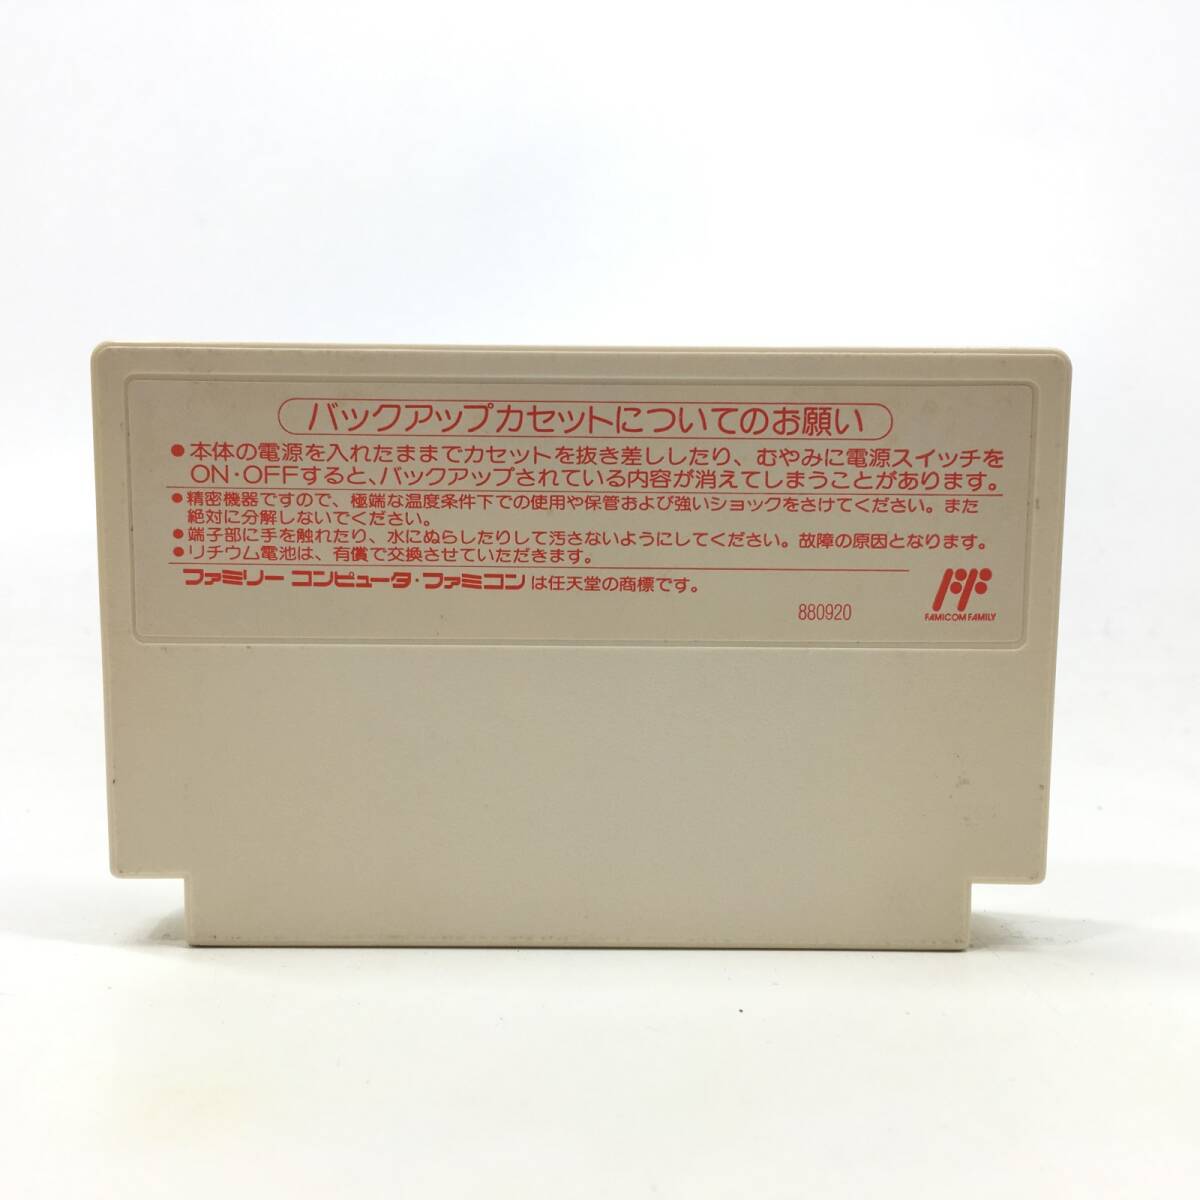 バックアップカセットについてのお願い
●本体の電源を入れたままでカセットを抜き差ししたり、むやみに電源スイッチを
ON・OFFすると、バックアップされている内容が消えてしまうことがあります。
●精密機器ですので、極端な温度条件下での使用や保管および強いショックをさけてください。また
絶対に分解しないでください。
●端子部に手を触れたり、水にぬらしたりして汚さないようにしてください。故障の原因となります。
●リチウム電池は、有償で交換させていただきます。
ファミリー コンピュータ・ファミコン は任天堂の商標です。
880920
FAMICOM FAMILY